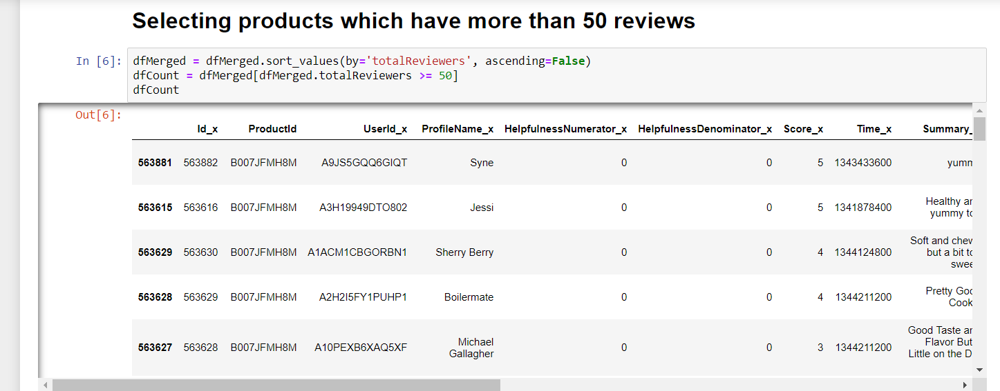 Selecting products which have more than 50 reviews
In [6]: dfMerged = dfMerged.sort_values(by='totalReviewers', ascending=False)
dfCount = dfMerged[dfMerged.totalReviewers >= 50]
dfCount
Out[6]:
Id_x ProductId UserId_x ProfileName_x HelpfulnessNumerator_x HelpfulnessDenominator_x Score_x Time_x Summary_
563881 563882 B007JFMH8M A9JS5GQQ6GIQT Syne 0 0 5 1343433600 yumm
563615 563616 B007JFMH8M A3H19949DTO802 Jessi 0 0 5 1341878400 Healthy an
yummy to
563629 563630 B007JFMH8M A1ACM1CBGORBN1 Sherry Berry 0 0 4 1344124800 Soft and chew
but a bit to
swee
563628 563629 B007JFMH8M A2H2I5FY1PUHP1 Boilermate 0 0 4 1344211200 Pretty Goo
Cook
563627 563628 B007JFMH8M A10PEXB6XAQ5XF Michael
Gallagher 0 0 3 1344211200 Good Taste an
Flavor But
Little on the D